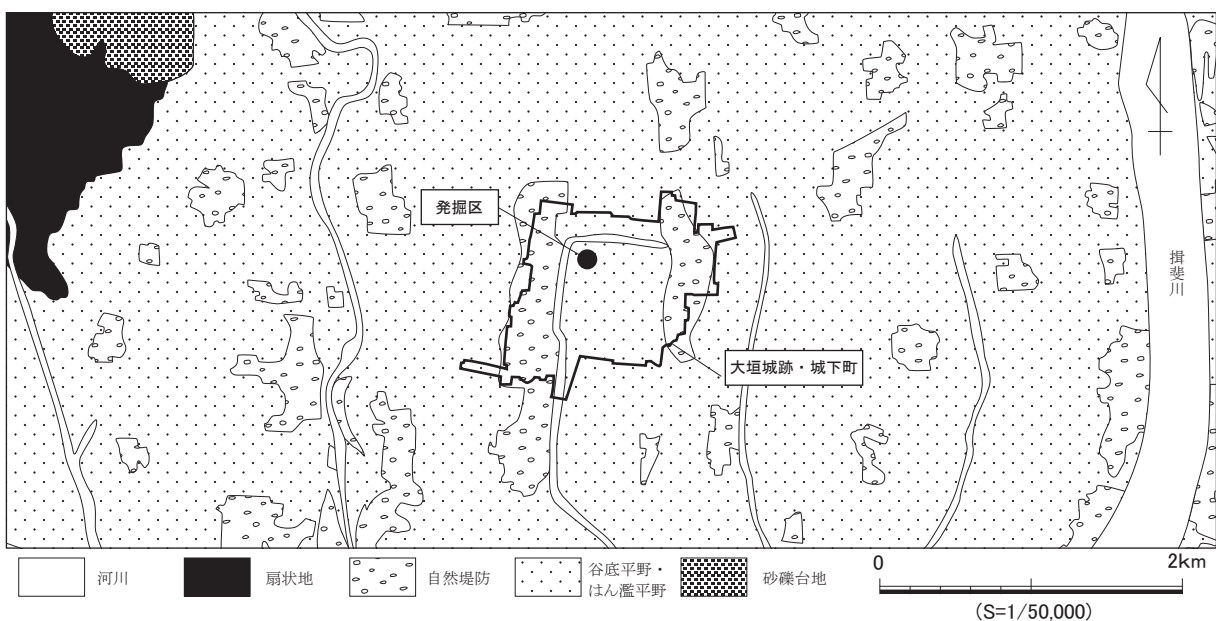 発掘区
揖斐川
大垣城跡・城下町
河川
扇状地
自然堤防
谷底平野・
はん濫平野
砂礫台地
0
2km
(S=1/50,000)